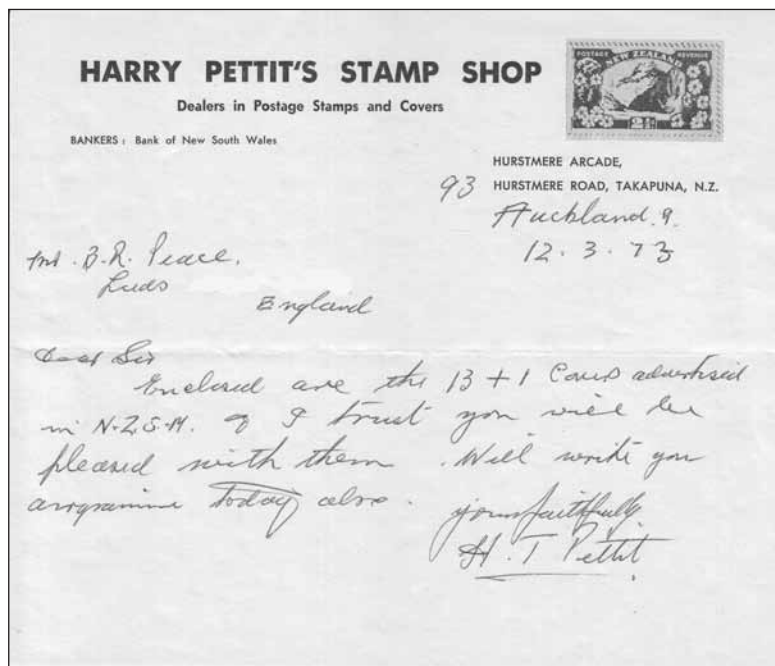 HARRY PETTIT'S STAMP SHOP
Dealers in Postage Stamps and Covers
BANKERS: Bank of New South Wales
POSTAGE REVENUE
NEW ZEALAND
2½D
HURSTMERE ARCADE,
93 HURSTMERE ROAD, TAKAPUNA, N.Z.
Auckland. 9.
12.3.73
Mr. B.R. Peace.
Leeds
England
Dear Sir
Enclosed are the 13 + 1 Covers advertised
in N.Z.S.M. & I trust you will be
pleased with them. Will write you
today also.
yours faithfully
H. T Pettit